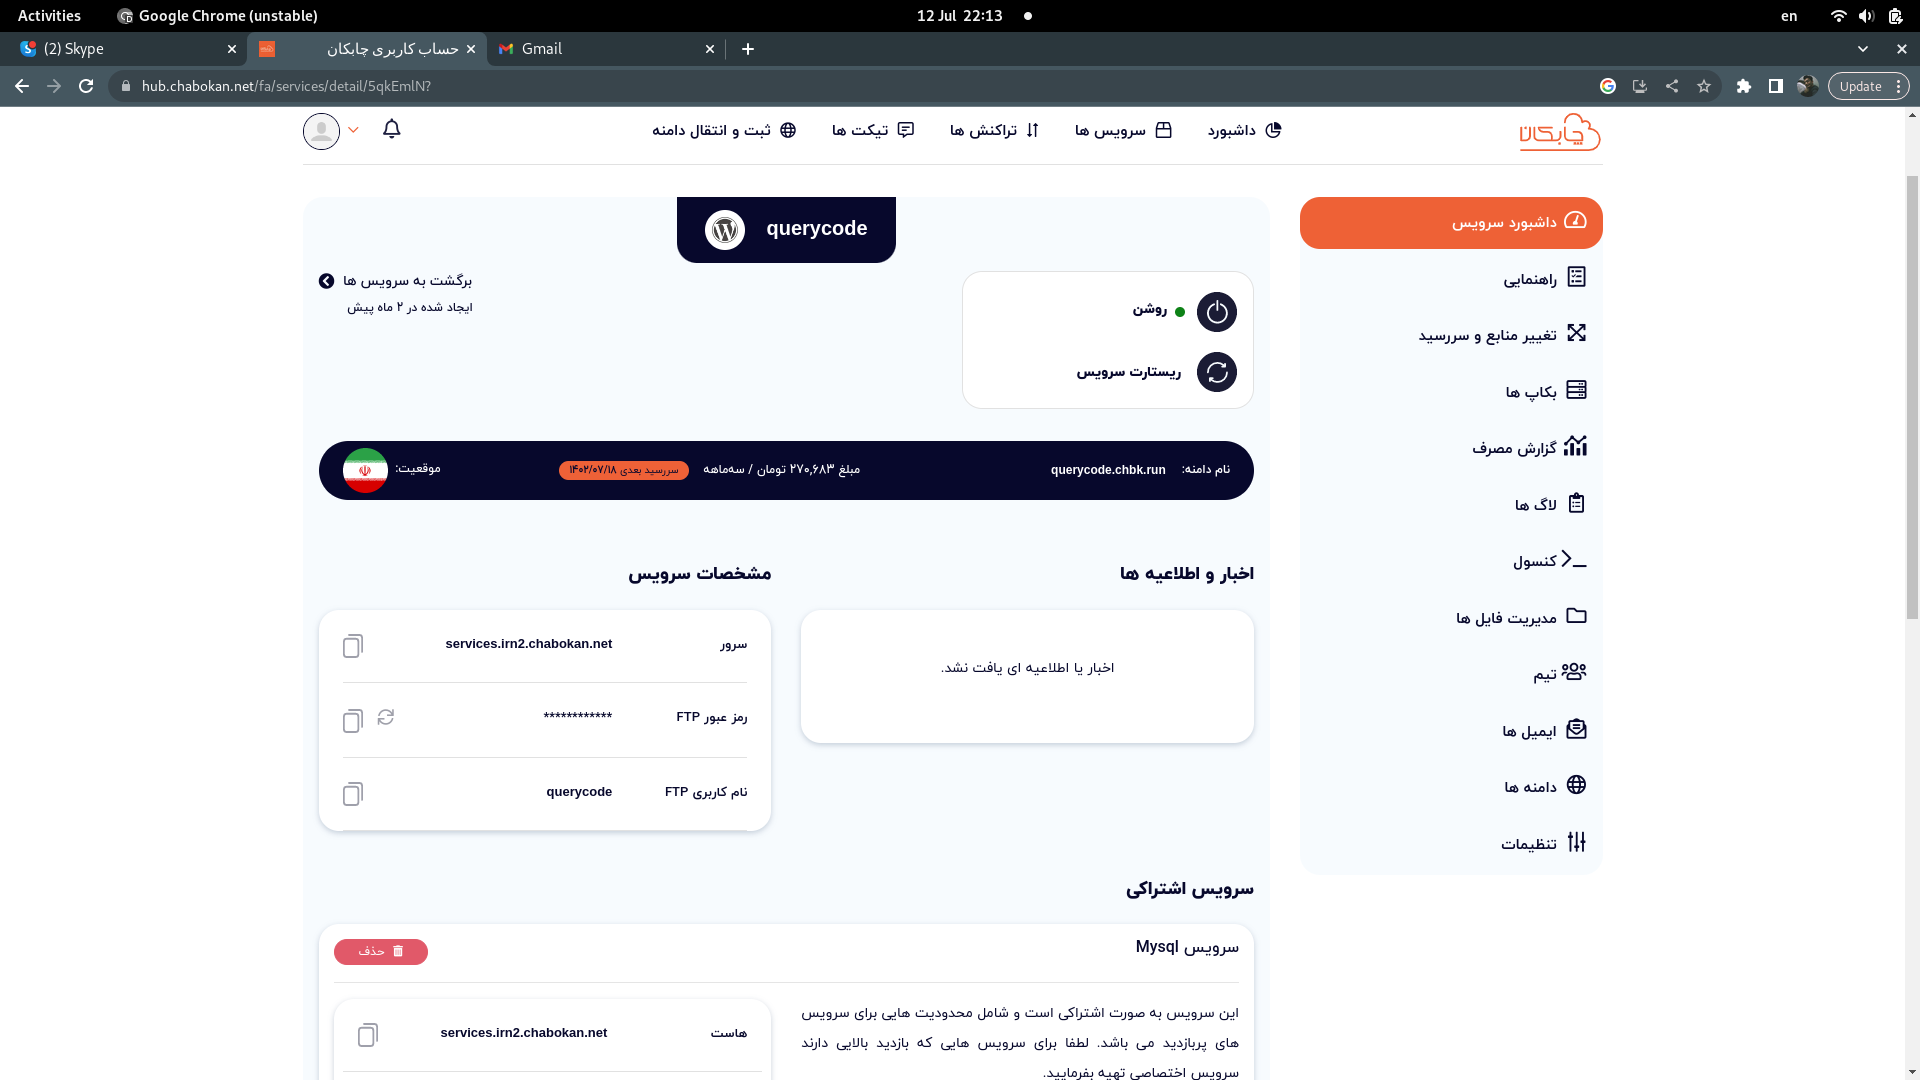 Activities
Google Chrome (unstable)
12 Jul 22:13
en
(2) Skype
حساب کاربری چابکان
Gmail
hub.chabokan.net/fa/services/detail/5qkEmlN?
Update
چابکان
داشبورد
سرویس ها
تراکنش ها
تیکت ها
ثبت و انتقال دامنه
داشبورد سرویس
راهنمایی
تغییر منابع و سررسید
بکاپ ها
گزارش مصرف
لاگ ها
کنسول
مدیریت فایل ها
تیم
ایمیل ها
دامنه ها
تنظیمات
querycode
برگشت به سرویس ها
ایجاد شده در ۲ ماه پیش
روشن
ریستارت سرویس
نام دامنه: querycode.chbk.run
مبلغ ۲۷۰,۶۸۳ تومان / سه‌ماهه
سررسید بعدی ۱۴۰۲/۰۷/۱۸
موقعیت:
اخبار و اطلاعیه ها
اخبار یا اطلاعیه ای یافت نشد.
مشخصات سرویس
سرور services.irn2.chabokan.net
رمز عبور FTP ************
نام کاربری FTP querycode
سرویس اشتراکی
سرویس Mysql
حذف
این سرویس به صورت اشتراکی است و شامل محدودیت هایی برای سرویس
های پربازدید می باشد. لطفا برای سرویس هایی که بازدید بالایی دارند
سرویس اختصاصی تهیه بفرمایید.
هاست services.irn2.chabokan.net